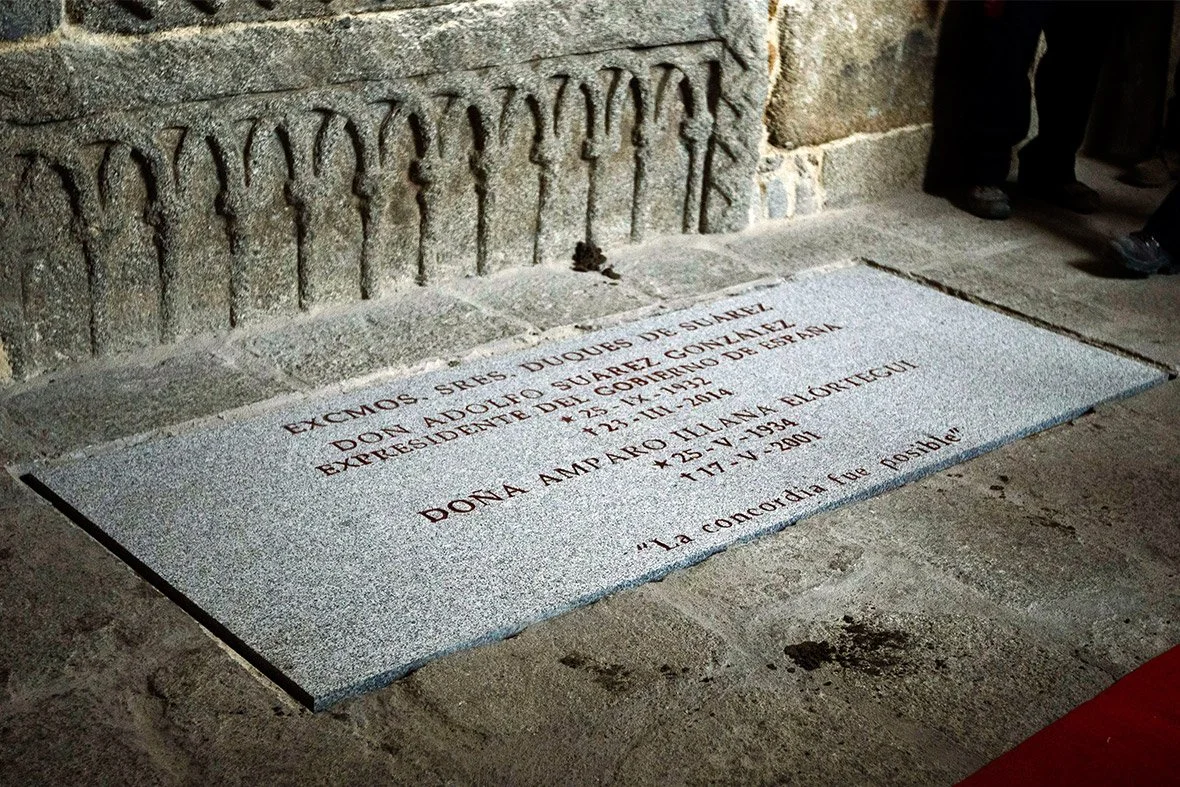 EXCMOS. SRES DUQUES DE SUAREZ
DON ADOLFO SUAREZ GONZALEZ
EXPRESIDENTE DEL GOBIERNO DE ESPAÑA
★ 25 - IX - 1932
† 23 - III - 2014
DOÑA AMPARO ILLANA ELÓRTEGUI
★ 25 - V - 1934
† 17 - V - 2001
"La concordia fue posible"